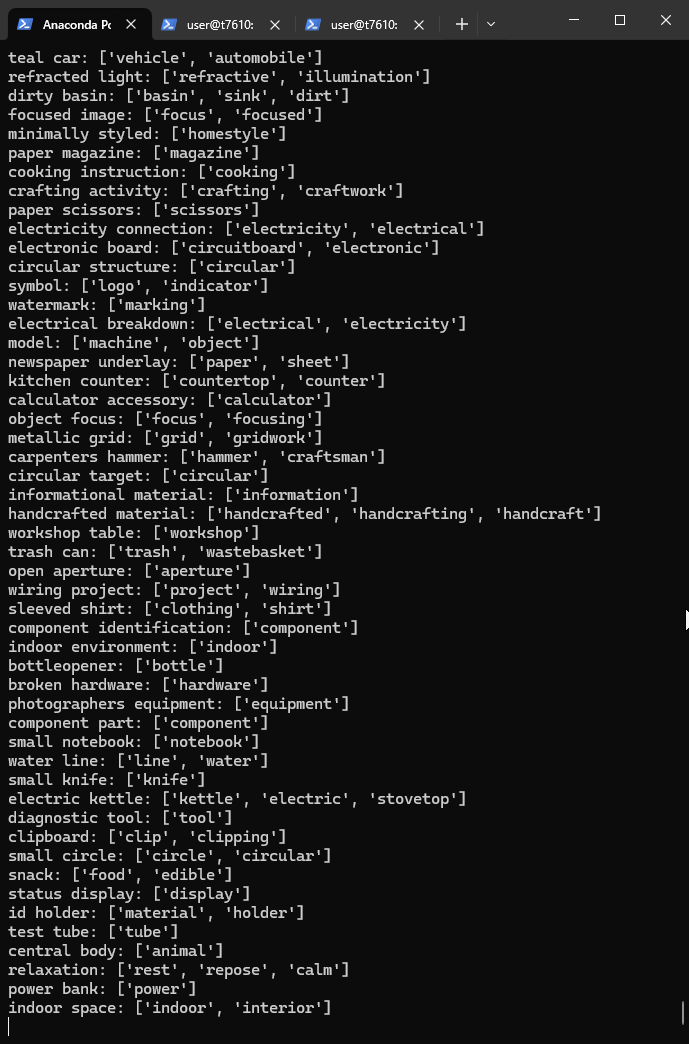 Anaconda Po
user@t7610:
user@t7610:
teal car: ['vehicle', 'automobile']
refracted light: ['refractive', 'illumination']
dirty basin: ['basin', 'sink', 'dirt']
focused image: ['focus', 'focused']
minimally styled: ['homestyle']
paper magazine: ['magazine']
cooking instruction: ['cooking']
crafting activity: ['crafting', 'craftwork']
paper scissors: ['scissors']
electricity connection: ['electricity', 'electrical']
electronic board: ['circuitboard', 'electronic']
circular structure: ['circular']
symbol: ['logo', 'indicator']
watermark: ['marking']
electrical breakdown: ['electrical', 'electricity']
model: ['machine', 'object']
newspaper underlay: ['paper', 'sheet']
kitchen counter: ['countertop', 'counter']
calculator accessory: ['calculator']
object focus: ['focus', 'focusing']
metallic grid: ['grid', 'gridwork']
carpenters hammer: ['hammer', 'craftsman']
circular target: ['circular']
informational material: ['information']
handcrafted material: ['handcrafted', 'handcrafting', 'handcraft']
workshop table: ['workshop']
trash can: ['trash', 'wastebasket']
open aperture: ['aperture']
wiring project: ['project', 'wiring']
sleeved shirt: ['clothing', 'shirt']
component identification: ['component']
indoor environment: ['indoor']
bottleopener: ['bottle']
broken hardware: ['hardware']
photographers equipment: ['equipment']
component part: ['component']
small notebook: ['notebook']
water line: ['line', 'water']
small knife: ['knife']
electric kettle: ['kettle', 'electric', 'stovetop']
diagnostic tool: ['tool']
clipboard: ['clip', 'clipping']
small circle: ['circle', 'circular']
snack: ['food', 'edible']
status display: ['display']
id holder: ['material', 'holder']
test tube: ['tube']
central body: ['animal']
relaxation: ['rest', 'repose', 'calm']
power bank: ['power']
indoor space: ['indoor', 'interior']